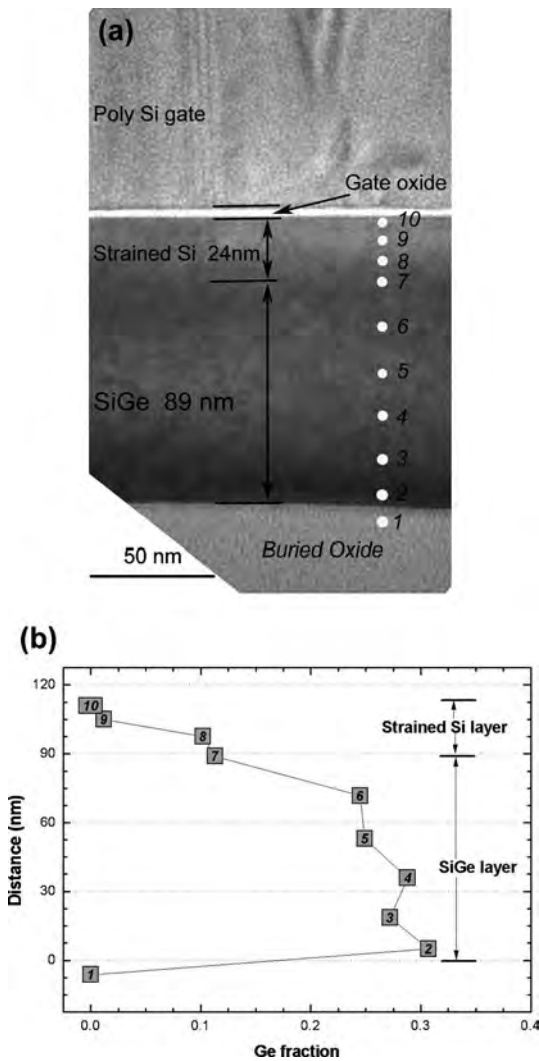 (a)
Poly Si gate
Gate oxide
10
Strained Si 24nm
9
8
7
6
5
SiGe 89 nm
4
3
2
1
50 nm
Buried Oxide
(b)
120
90
60
30
0
Distance (nm)
10
9
8
7
6
5
4
3
2
1
Strained Si layer
SiGe layer
0.0
0.1
0.2
0.3
0.4
Ge fraction